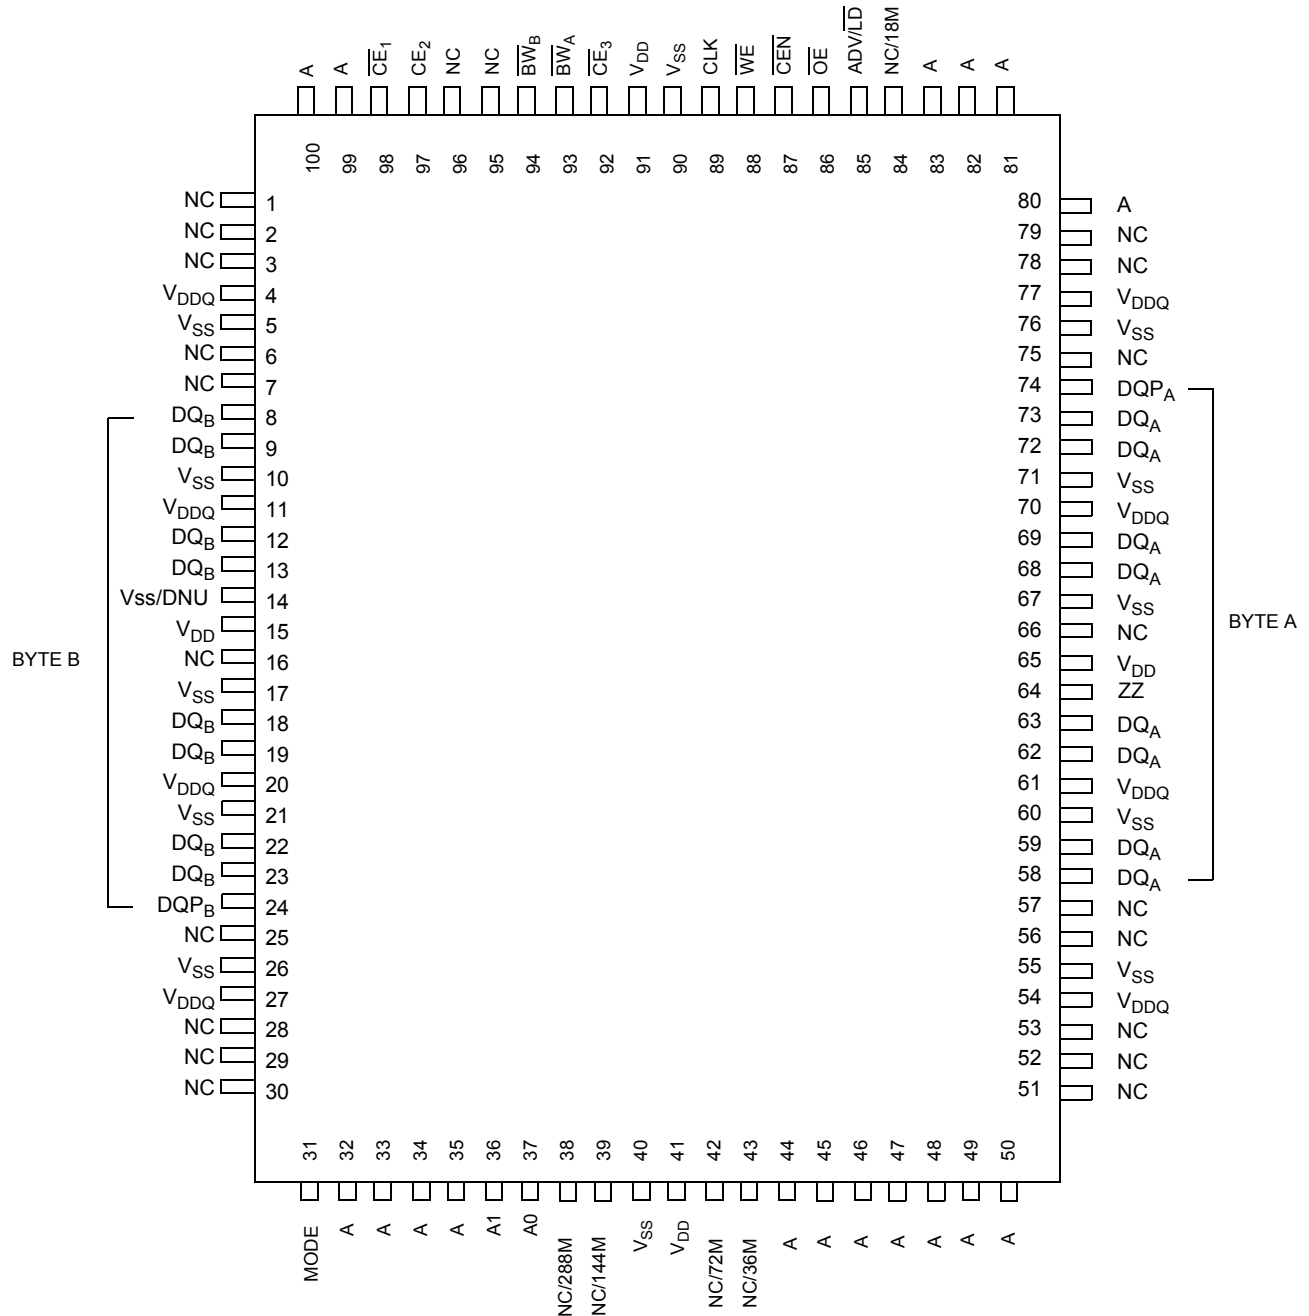 A A CE1 CE2 NC NC BWB BWA CE3 VDD VSS CLK WE CEN OE ADV/LD NC/18M A A A
100 99 98 97 96 95 94 93 92 91 90 89 88 87 86 85 84 83 82 81
NC 1 80 A
NC 2 79 NC
NC 3 78 NC
VDDQ 4 77 VDDQ
VSS 5 76 VSS
NC 6 75 NC
NC 7 74 DQPA
DQB 8 73 DQA
DQB 9 72 DQA
VSS 10 71 VSS
VDDQ 11 70 VDDQ
DQB 12 69 DQA
DQB 13 68 DQA
Vss/DNU 14 67 VSS
VDD 15 66 NC
BYTE A
NC 16 65 VDD
BYTE B
VSS 17 64 ZZ
DQB 18 63 DQA
DQB 19 62 DQA
VDDQ 20 61 VDDQ
VSS 21 60 VSS
DQB 22 59 DQA
DQB 23 58 DQA
DQPB 24 57 NC
NC 25 56 NC
VSS 26 55 VSS
VDDQ 27 54 VDDQ
NC 28 53 NC
NC 29 52 NC
NC 30 51 NC
31 32 33 34 35 36 37 38 39 40 41 42 43 44 45 46 47 48 49 50
MODE A A A A A1 A0 NC/288M NC/144M VSS VDD NC/72M NC/36M A A A A A A A